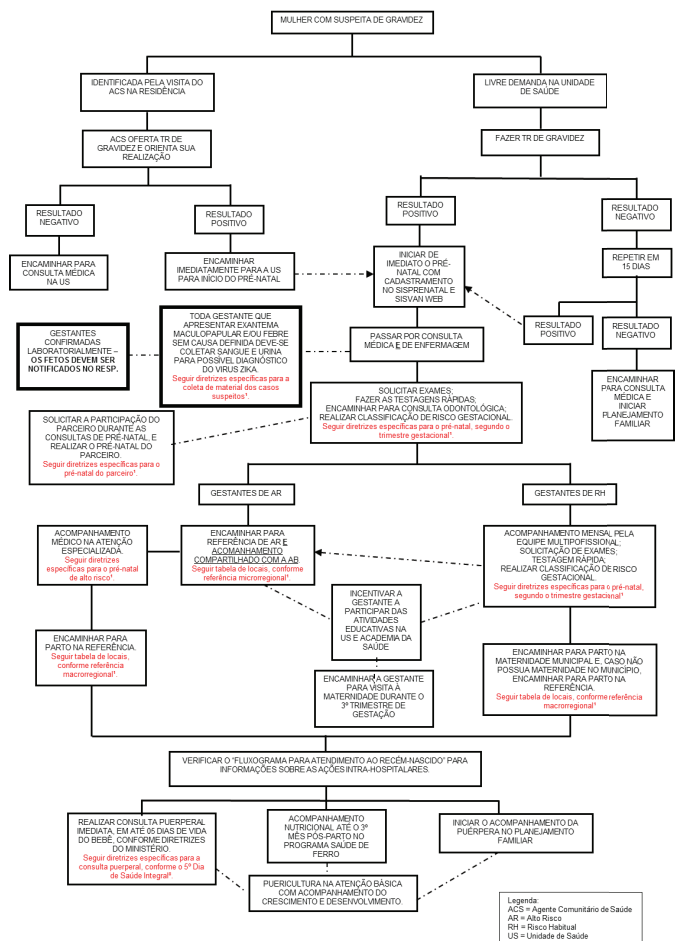 MULHER COM SUSPEITA DE GRAVIDEZ
IDENTIFICADA PELA VISITA DO
ACS NA RESIDÊNCIA
LIVRE DEMANDA NA UNIDADE
DE SAÚDE
ACS OFERTA TR DE
GRAVIDEZ E ORIENTA SUA
REALIZAÇÃO
FAZER TR DE GRAVIDEZ
RESULTADO
NEGATIVO
RESULTADO
POSITIVO
RESULTADO
POSITIVO
RESULTADO
NEGATIVO
ENCAMINHAR PARA
CONSULTA MÉDICA
NA US
ENCAMINHAR
IMEDIATAMENTE PARA A US
PARA INÍCIO DO PRÉ-NATAL
INICIAR DE
IMEDIATO O PRÉ-
NATAL COM
CADASTRAMENTO
NO SISPRENATAL E
SISVAN WEB
REPETIR EM
15 DIAS
RESULTADO
POSITIVO
RESULTADO
NEGATIVO
GESTANTES
CONFIRMADAS
LABORATORIALMENTE –
OS FETOS DEVEM SER
NOTIFICADOS NO RESP.
TODA GESTANTE QUE
APRESENTAR EXANTEMA
MACULOPAPULAR E/OU FEBRE
SEM CAUSA DEFINIDA DEVE-SE
COLETAR SANGUE E URINA
PARA POSSÍVEL DIAGNÓSTICO
DO VIRUS ZIKA.
Seguir diretrizes específicas para a
coleta de material dos casos
suspeitos¹.
PASSAR POR CONSULTA
MÉDICA E DE ENFERMAGEM
ENCAMINHAR
PARA CONSULTA
MÉDICA E
INICIAR
PLANEJAMENTO
FAMILIAR
SOLICITAR EXAMES;
FAZER AS TESTAGENS RÁPIDAS;
ENCAMINHAR PARA CONSULTA ODONTOLÓGICA;
REALIZAR CLASSIFICAÇÃO DE RISCO GESTACIONAL.
Seguir diretrizes específicas para o pré-natal, segundo o
trimestre gestacional¹.
SOLICITAR A PARTICIPAÇÃO DO
PARCEIRO DURANTE AS
CONSULTAS DE PRÉ-NATAL, E
REALIZAR O PRÉ-NATAL DO
PARCEIRO.
Seguir diretrizes específicas para o
pré-natal do parceiro¹.
GESTANTES DE AR
GESTANTES DE RH
ACOMPANHAMENTO
MÉDICO NA ATENÇÃO
ESPECIALIZADA.
Seguir diretrizes
específicas para o pré-natal
de alto risco¹
ENCAMINHAR PARA
REFERÊNCIA DE AR E
ACOMANHAMENTO
COMPARTILHADO COM A AB
Seguir tabela de locais, conforme
referência microrregional¹.
ACOMPANHAMENTO MENSAL PELA
EQUIPE MULTIPOFISSIONAL;
SOLICITAÇÃO DE EXAMES;
TESTAGEM RÁPIDA;
REALIZAR CLASSIFICAÇÃO DE RISCO
GESTACIONAL.
Seguir diretrizes específicas para o pré-natal,
segundo o trimestre gestacional¹
INCENTIVAR A
GESTANTE A
PARTICIPAR DAS
ATIVIDADES
EDUCATIVAS NA
US E ACADEMIA DA
SAÚDE
ENCAMINHAR PARA
PARTO NA REFERÊNCIA.
Seguir tabela de locais,
conforme referência
macrorregional¹.
ENCAMINHAR A GESTANTE
PARA VISITA À
MATERNIDADE DURANTE O
3º TRIMESTRE DE
GESTAÇÃO
ENCAMINHAR PARA PARTO NA
MATERNIDADE MUNICIPAL E, CASO NÃO
POSSUA MATERNIDADE NO MUNICÍPIO,
ENCAMINHAR PARA PARTO NA
REFERÊNCIA.
Seguir tabela de locais, conforme referência
macrorregional¹
VERIFICAR O "FLUXOGRAMA PARA ATENDIMENTO AO RECÉM-NASCIDO" PARA
INFORMAÇÕES SOBRE AS AÇÕES INTRA-HOSPITALARES.
REALIZAR CONSULTA PUERPERAL
IMEDIATA, EM ATÉ 05 DIAS DE VIDA
DO BEBÊ, CONFORME DIRETRIZES
DO MINISTÉRIO.
Seguir diretrizes específicas para a
consulta puerperal, conforme o 5º Dia
de Saúde Integral².
ACOMPANHAMENTO
NUTRICIONAL ATÉ O 3º
MÊS PÓS-PARTO NO
PROGRAMA SAÚDE DE
FERRO
INICIAR O ACOMPANHAMENTO DA
PUÉRPERA NO PLANEJAMENTO
FAMILIAR
PUERICULTURA NA ATENÇÃO BÁSICA
COM ACOMPANHAMENTO DO
CRESCIMENTO E DESENVOLVIMENTO.
Legenda:
ACS = Agente Comunitário de Saúde
AR = Alto Risco
RH = Risco Habitual
US = Unidade de Saúde